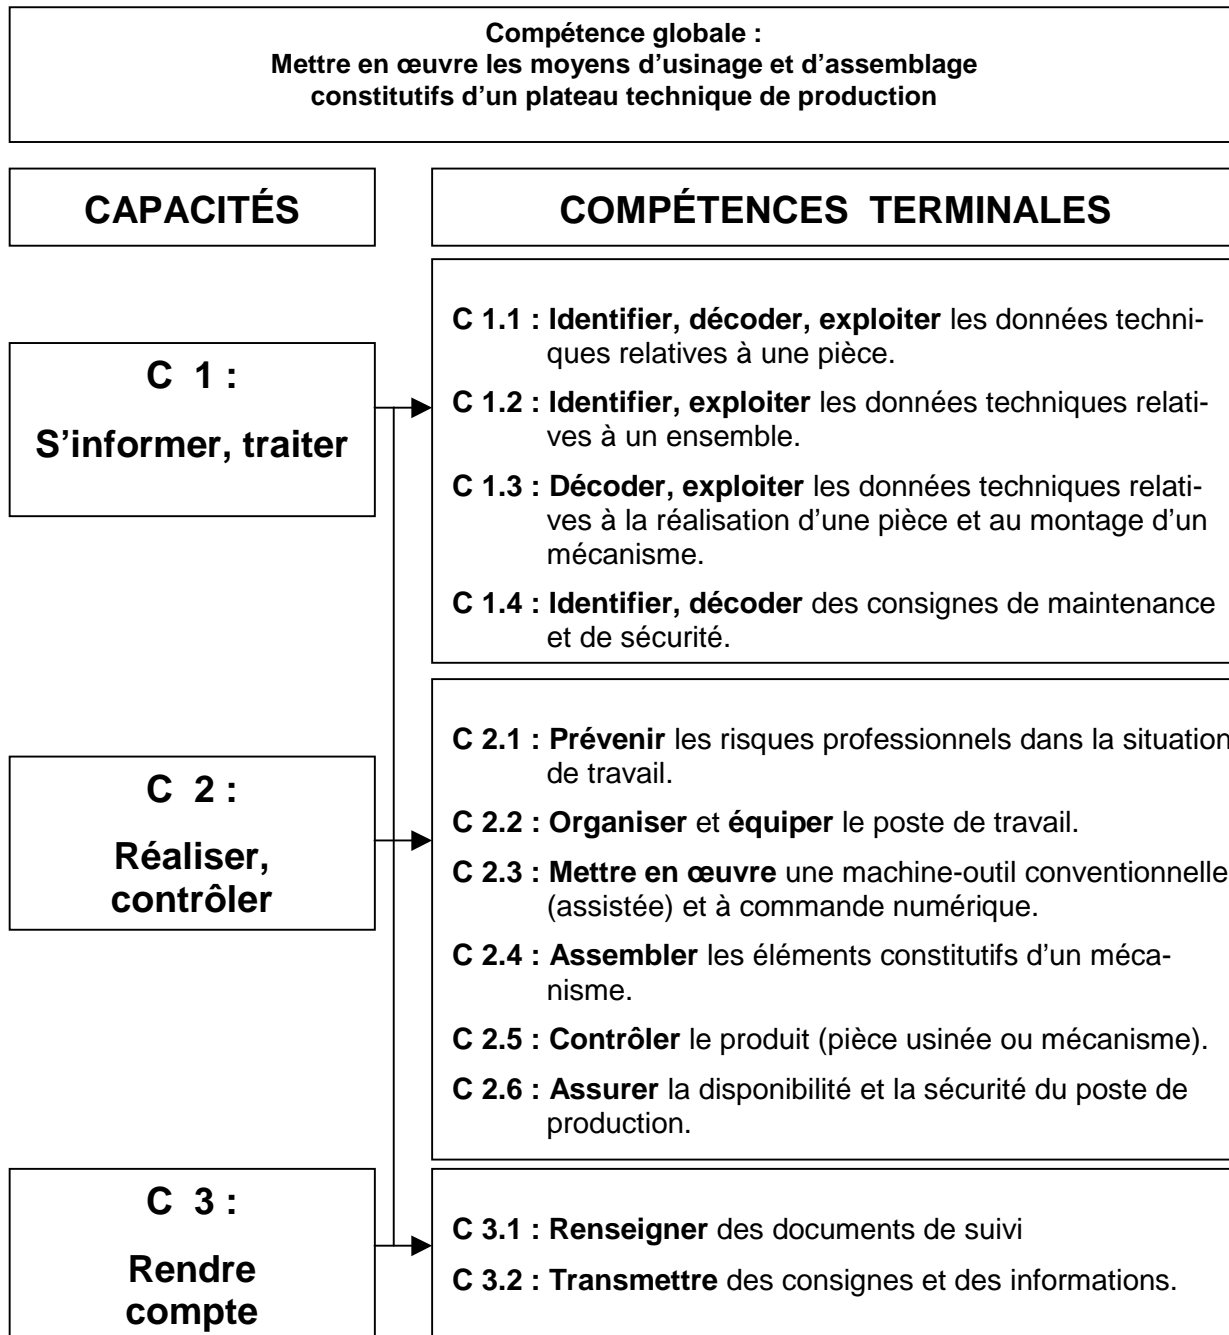 Compétence globale :
Mettre en œuvre les moyens d’usinage et d’assemblage
constitutifs d’un plateau technique de production
CAPACITÉS
COMPÉTENCES TERMINALES
C 1 :
S’informer, traiter
C 1.1 : Identifier, décoder, exploiter les données techni-
ques relatives à une pièce.
C 1.2 : Identifier, exploiter les données techniques relati-
ves à un ensemble.
C 1.3 : Décoder, exploiter les données techniques relati-
ves à la réalisation d’une pièce et au montage d’un
mécanisme.
C 1.4 : Identifier, décoder des consignes de maintenance
et de sécurité.
C 2 :
Réaliser,
contrôler
C 2.1 : Prévenir les risques professionnels dans la situation
de travail.
C 2.2 : Organiser et équiper le poste de travail.
C 2.3 : Mettre en œuvre une machine-outil conventionnelle
(assistée) et à commande numérique.
C 2.4 : Assembler les éléments constitutifs d’un méca-
nisme.
C 2.5 : Contrôler le produit (pièce usinée ou mécanisme).
C 2.6 : Assurer la disponibilité et la sécurité du poste de
production.
C 3 :
Rendre
compte
C 3.1 : Renseigner des documents de suivi
C 3.2 : Transmettre des consignes et des informations.